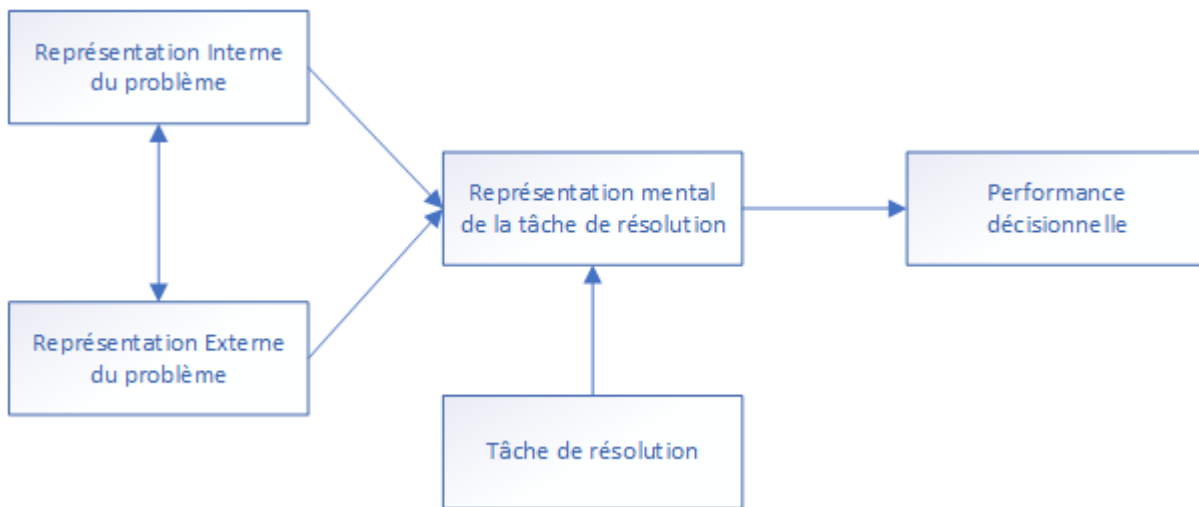 Représentation Interne
du problème
Représentation mental
de la tâche de résolution
Performance
décisionnelle
Représentation Externe
du problème
Tâche de résolution